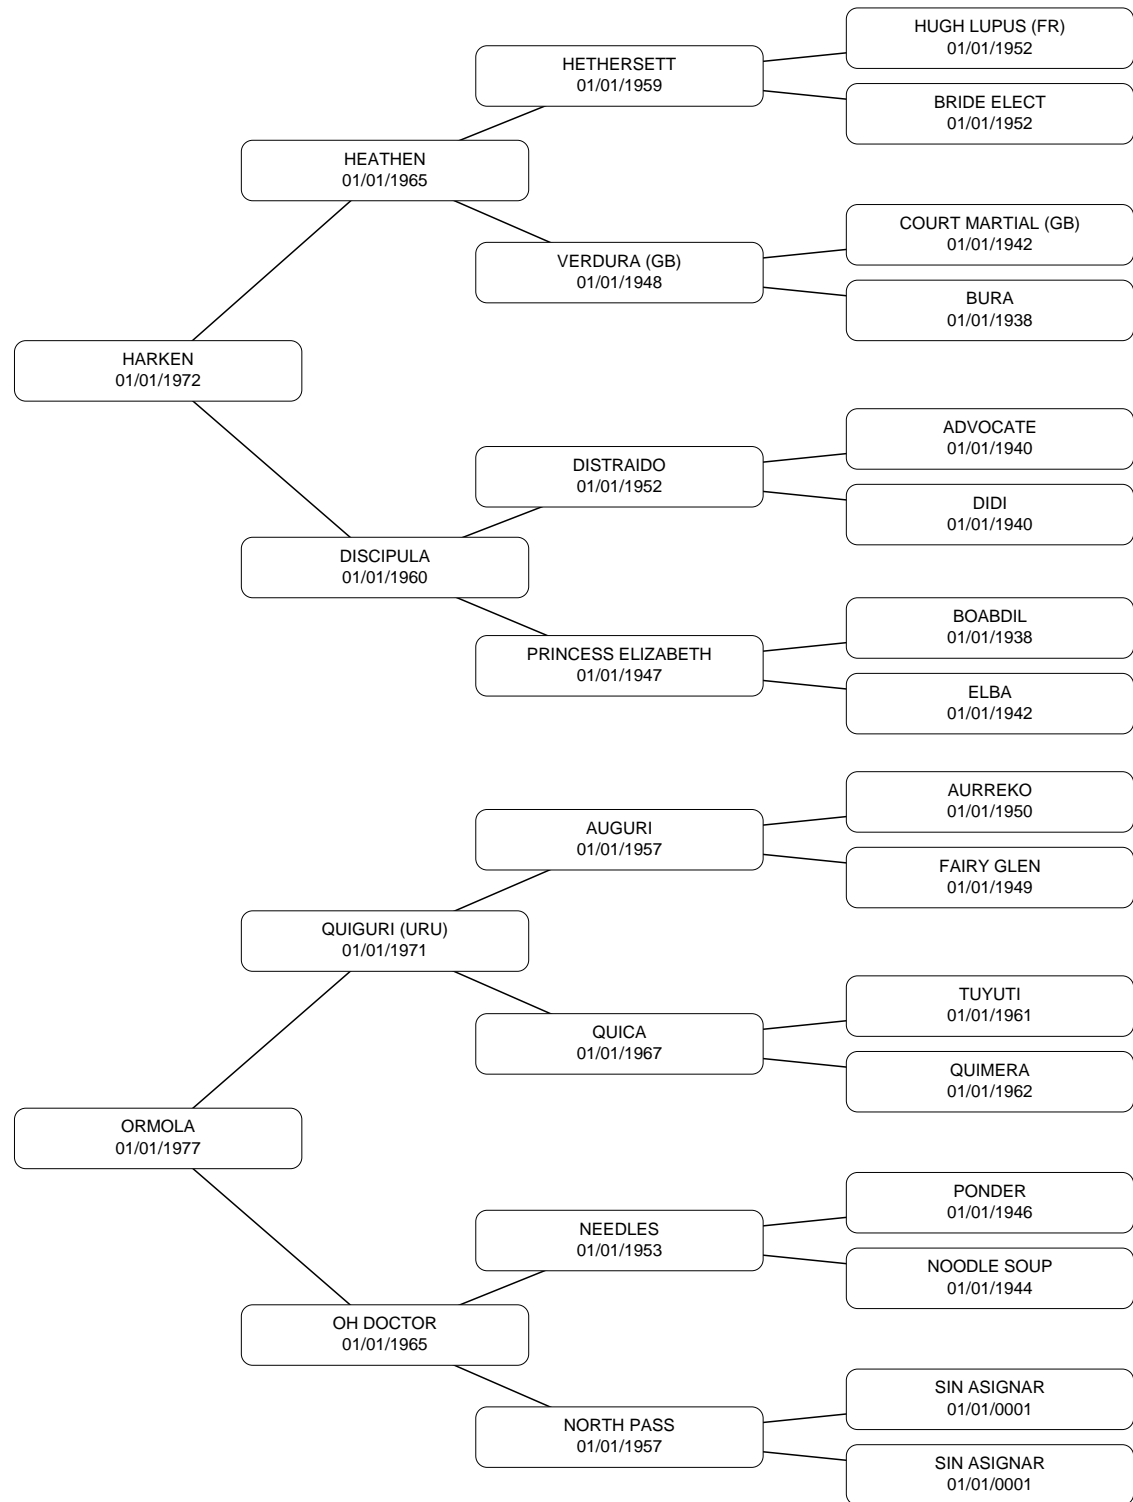 HUGH LUPUS (FR)
01/01/1952
HETHERSETT
01/01/1959
BRIDE ELECT
01/01/1952
HEATHEN
01/01/1965
COURT MARTIAL (GB)
01/01/1942
VERDURA (GB)
01/01/1948
BURA
01/01/1938
HARKEN
01/01/1972
ADVOCATE
01/01/1940
DISTRAIDO
01/01/1952
DIDI
01/01/1940
DISCIPULA
01/01/1960
BOABDIL
01/01/1938
PRINCESS ELIZABETH
01/01/1947
ELBA
01/01/1942
AURREKO
01/01/1950
AUGURI
01/01/1957
FAIRY GLEN
01/01/1949
QUIGURI (URU)
01/01/1971
TUYUTI
01/01/1961
QUICA
01/01/1967
QUIMERA
01/01/1962
ORMOLA
01/01/1977
PONDER
01/01/1946
NEEDLES
01/01/1953
NOODLE SOUP
01/01/1944
OH DOCTOR
01/01/1965
SIN ASIGNAR
01/01/0001
NORTH PASS
01/01/1957
SIN ASIGNAR
01/01/0001